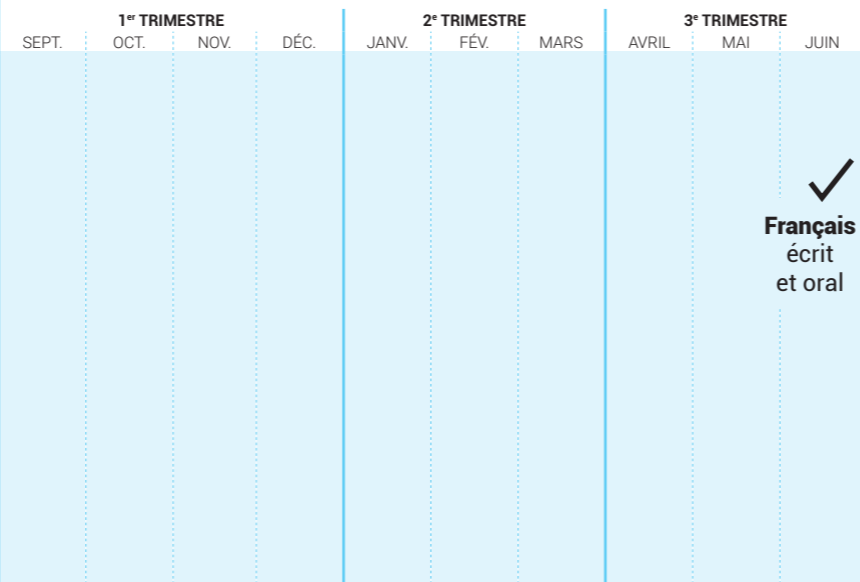 1er TRIMESTRE 2e TRIMESTRE 3e TRIMESTRE
SEPT. OCT. NOV. DÉC. JANV. FÉV. MARS AVRIL MAI JUIN
Français
écrit
et oral